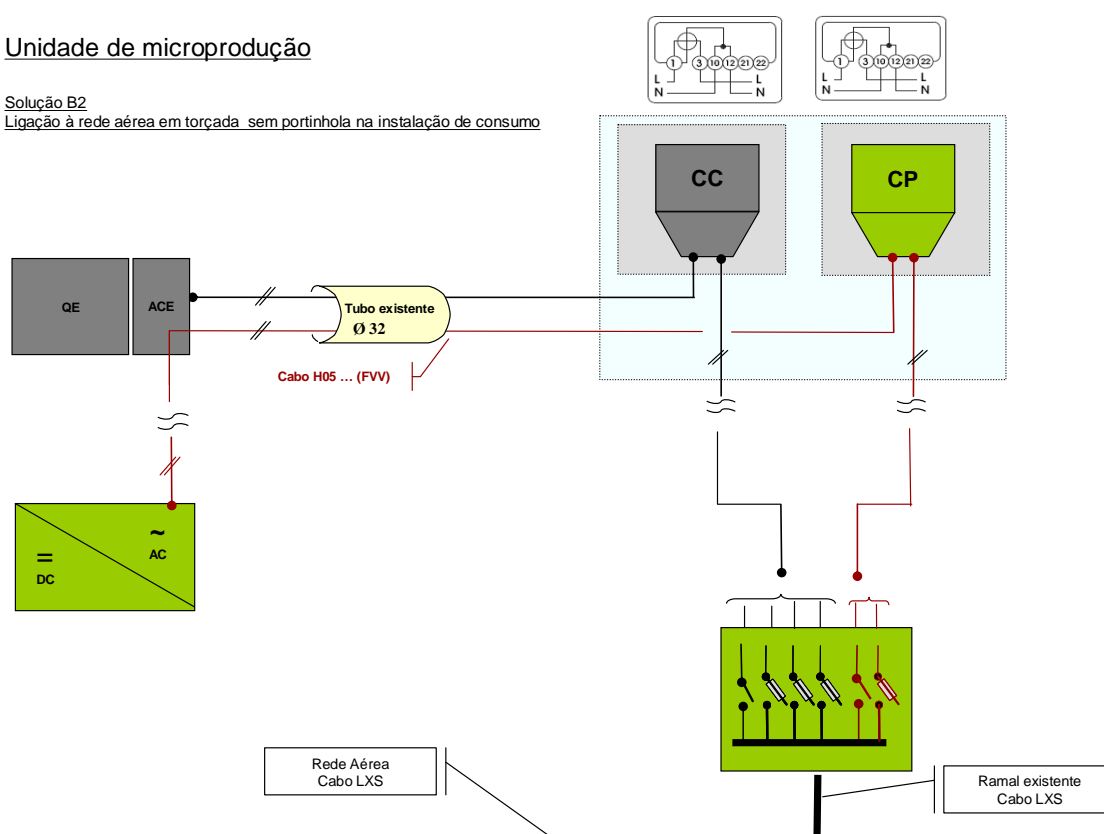 Unidade de microprodução
Solução B2
Ligação à rede aérea em torçada sem portinhola na instalação de consumo
1 3 10 12 21 22
L L
N N
1 3 10 12 21 22
L L
N N
CC
CP
QE
ACE
Tubo existente
Ø 32
Cabo H05 ... (FVV)
~
AC
=
DC
Rede Aérea
Cabo LXS
Ramal existente
Cabo LXS